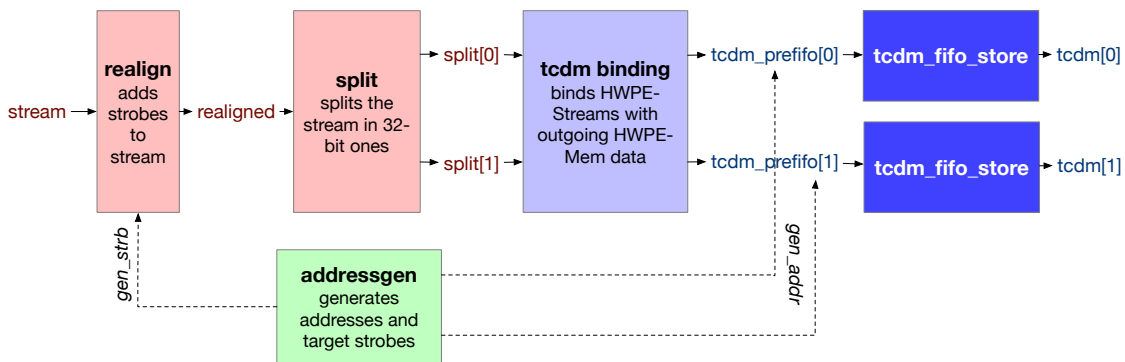 stream
realign
adds
strobes
to
stream
realigned
split
splits the
stream in 32-
bit ones
split[0]
split[1]
tcdm binding
binds HWPE-
Streams with
outgoing HWPE-
Mem data
tcdm_prefifo[0]
tcdm_prefifo[1]
tcdm_fifo_store
tcdm[0]
tcdm_fifo_store
tcdm[1]
gen_strb
addressgen
generates
addresses and
target strobes
gen_addr